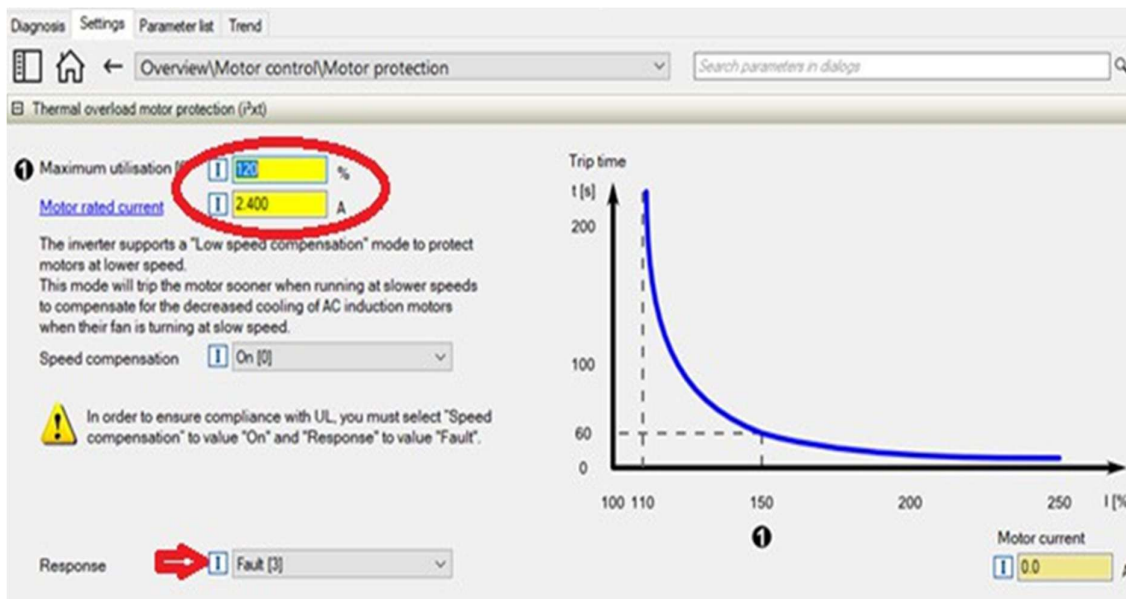 Diagnosis Settings Parameter list Trend
Overview\Motor control\Motor protection
Search parameters in dialogs
Thermal overload motor protection (i²xt)
1 Maximum utilisation 120 %
Motor rated current 2.400 A
The inverter supports a "Low speed compensation" mode to protect
motors at lower speed.
This mode will trip the motor sooner when running at slower speeds
to compensate for the decreased cooling of AC induction motors
when their fan is turning at slow speed.
Speed compensation On [0]
In order to ensure compliance with UL, you must select "Speed
compensation" to value "On" and "Response" to value "Fault".
Response Fault [3]
Trip time
t [s]
200
100
60
0
100 110 150 200 250 I [%
1
Motor current
0.0 A